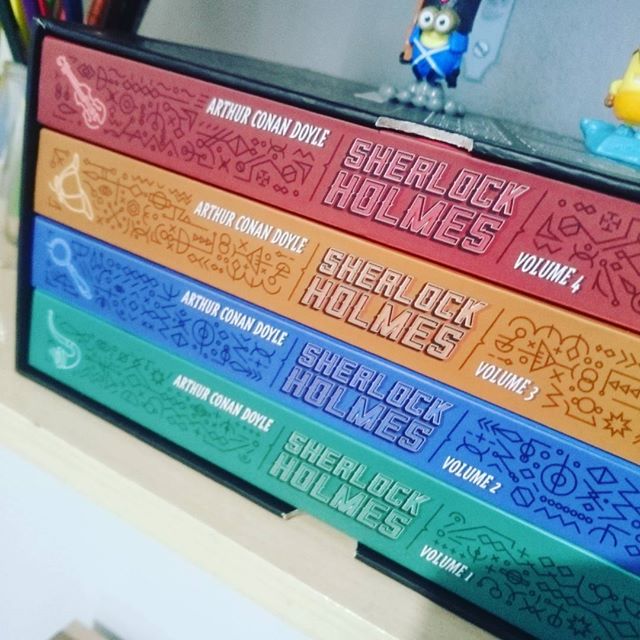 ARTHUR CONAN DOYLE
SHERLOCK
HOLMES
VOLUME 4
ARTHUR CONAN DOYLE
SHERLOCK
HOLMES
VOLUME 3
ARTHUR CONAN DOYLE
SHERLOCK
HOLMES
VOLUME 2
ARTHUR CONAN DOYLE
SHERLOCK
HOLMES
VOLUME 1